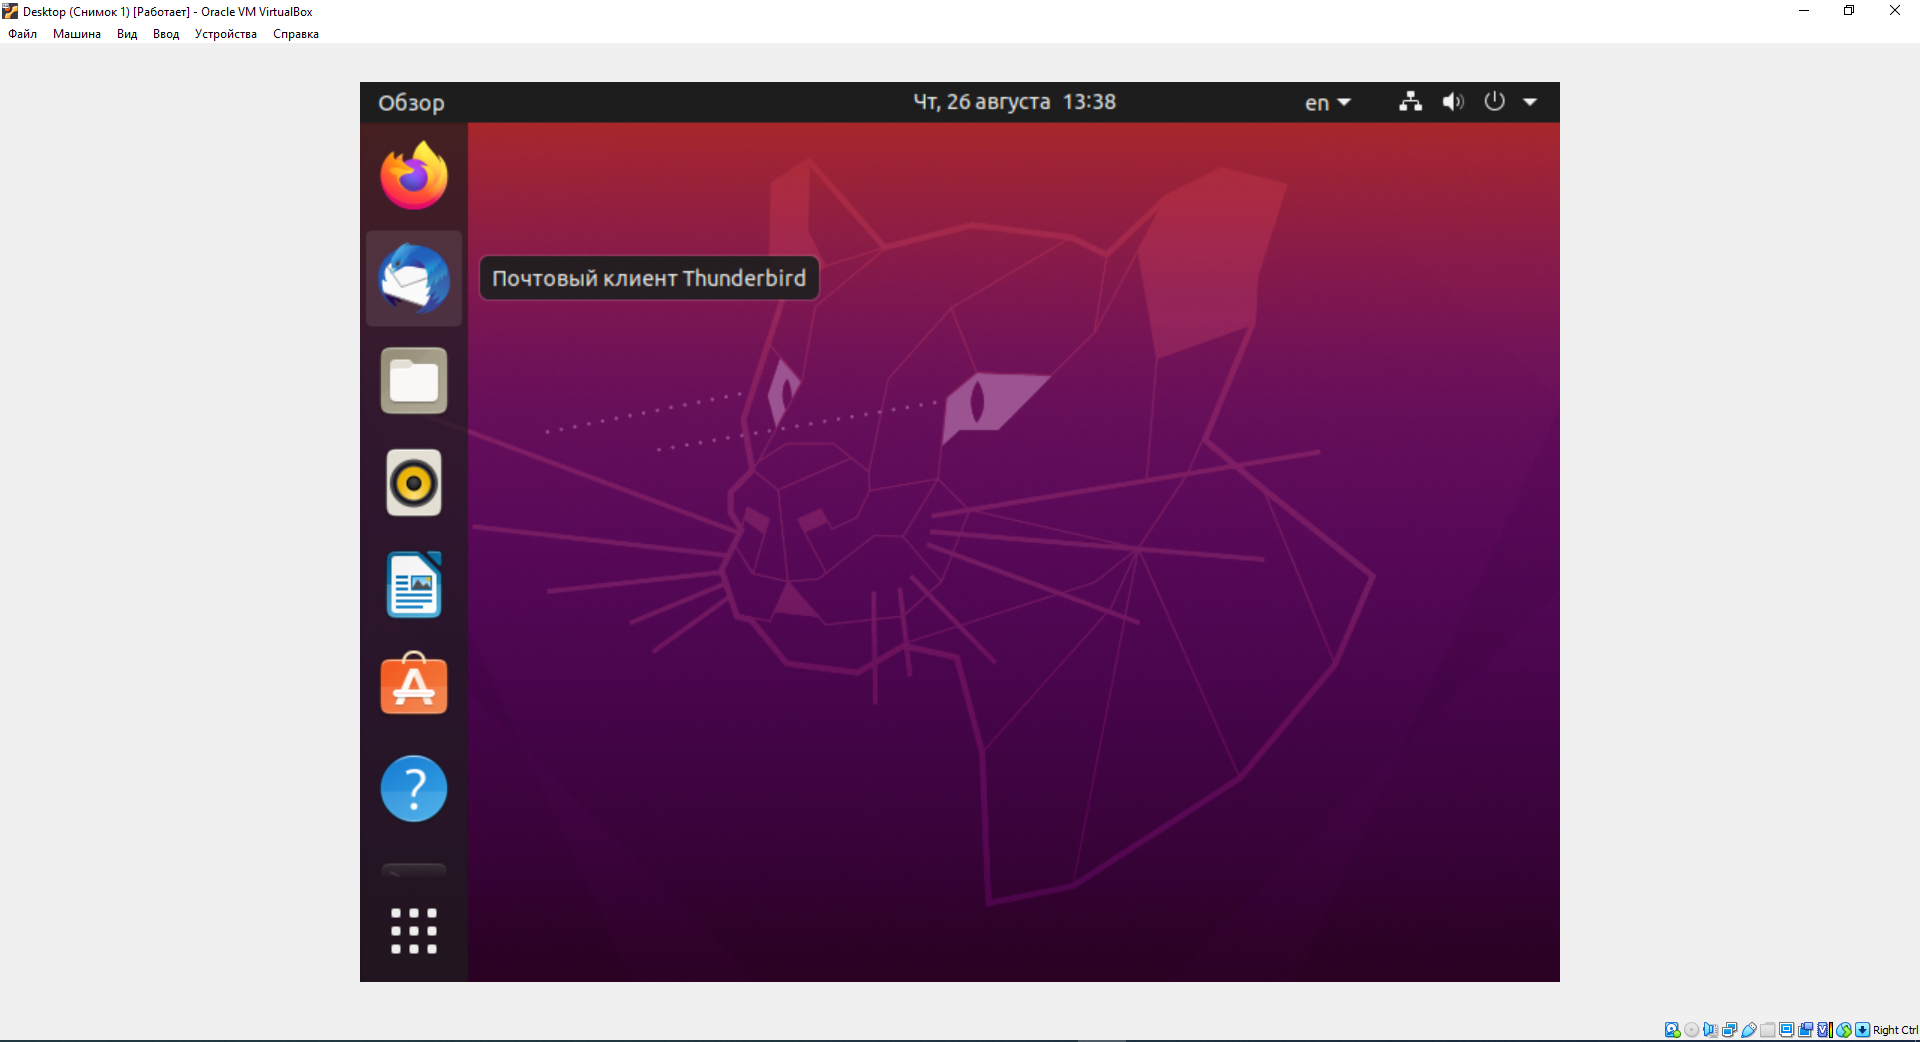 Desktop (Снимок 1) [Работает] - Oracle VM VirtualBox
Файл Машина Вид Ввод Устройства Справка
Обзор Чт, 26 августа 13:38 en
Почтовый клиент Thunderbird
Right Ctrl